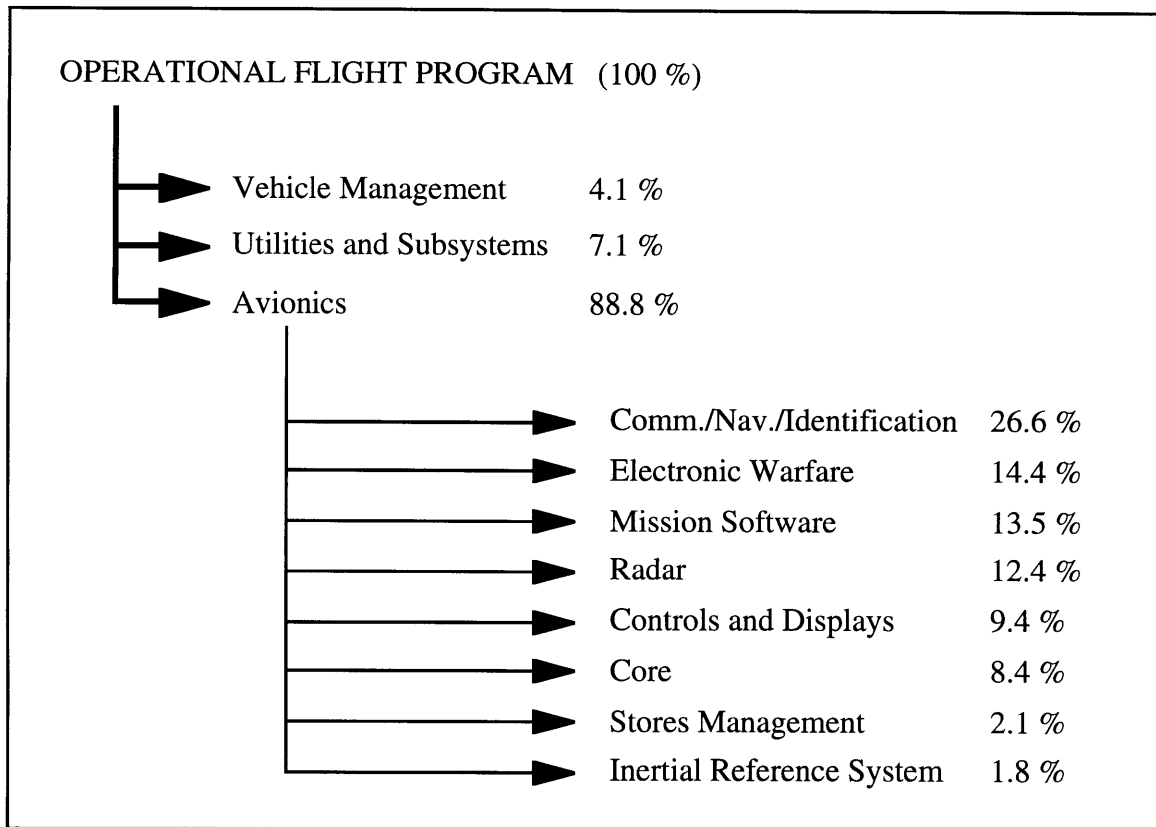 OPERATIONAL FLIGHT PROGRAM (100 %)
Vehicle Management 4.1 %
Utilities and Subsystems 7.1 %
Avionics 88.8 %
Comm./Nav./Identification 26.6 %
Electronic Warfare 14.4 %
Mission Software 13.5 %
Radar 12.4 %
Controls and Displays 9.4 %
Core 8.4 %
Stores Management 2.1 %
Inertial Reference System 1.8 %